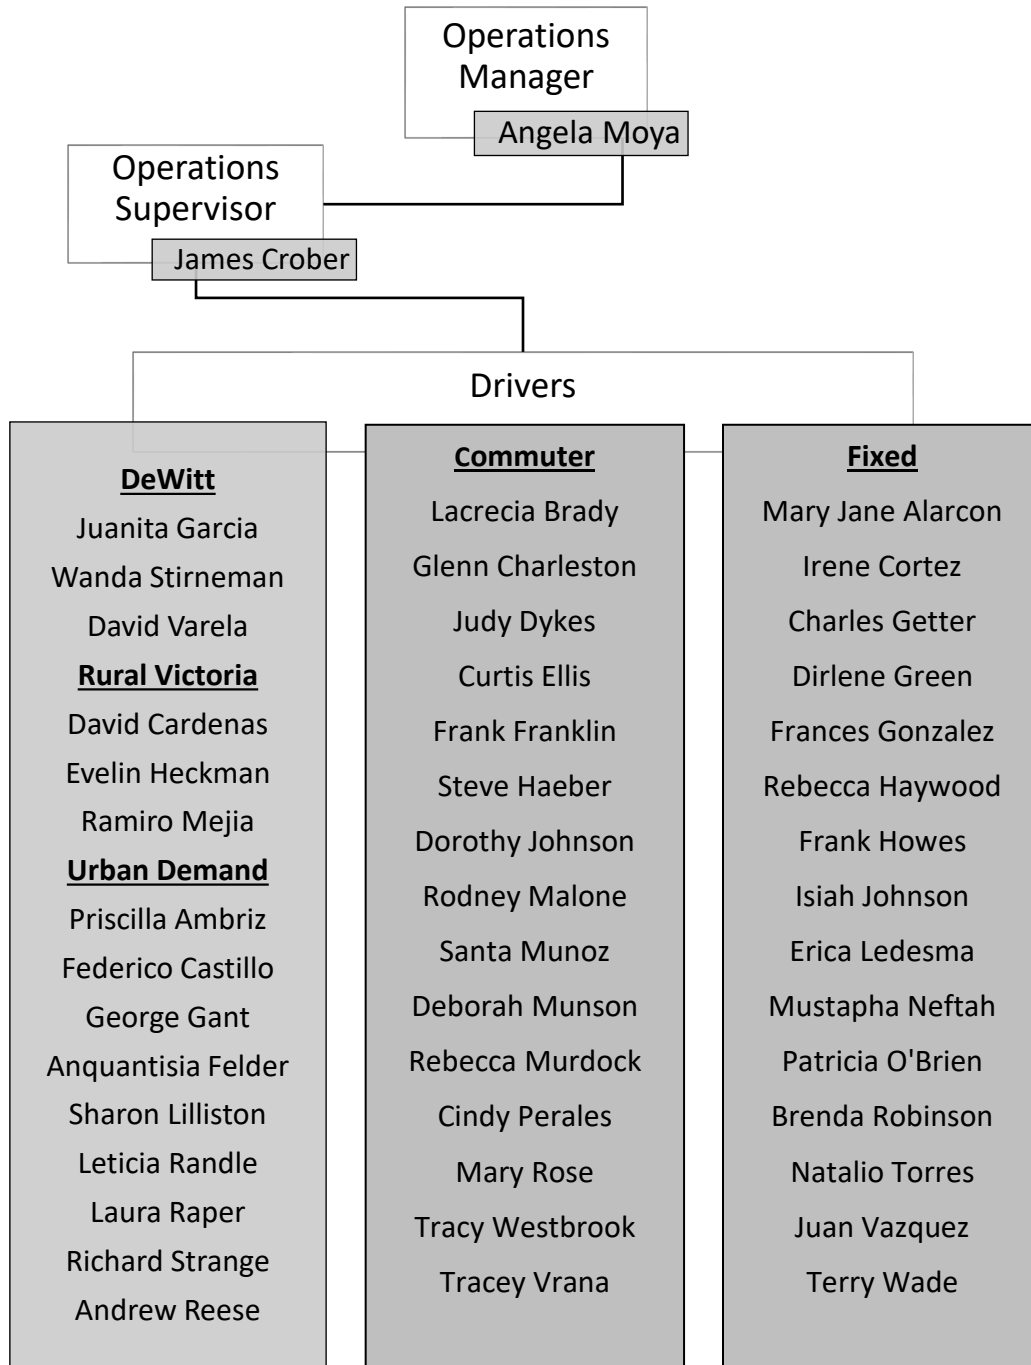 Operations
Manager
Angela Moya
Operations
Supervisor
James Crober
Drivers
DeWitt
Juanita Garcia
Wanda Stirneman
David Varela
Rural Victoria
David Cardenas
Evelin Heckman
Ramiro Mejia
Urban Demand
Priscilla Ambriz
Federico Castillo
George Gant
Anquantisia Felder
Sharon Lilliston
Leticia Randle
Laura Raper
Richard Strange
Andrew Reese
Commuter
Lacrecia Brady
Glenn Charleston
Judy Dykes
Curtis Ellis
Frank Franklin
Steve Haeber
Dorothy Johnson
Rodney Malone
Santa Munoz
Deborah Munson
Rebecca Murdock
Cindy Perales
Mary Rose
Tracy Westbrook
Tracey Vrana
Fixed
Mary Jane Alarcon
Irene Cortez
Charles Getter
Dirlene Green
Frances Gonzalez
Rebecca Haywood
Frank Howes
Isiah Johnson
Erica Ledesma
Mustapha Neftah
Patricia O'Brien
Brenda Robinson
Natalio Torres
Juan Vazquez
Terry Wade